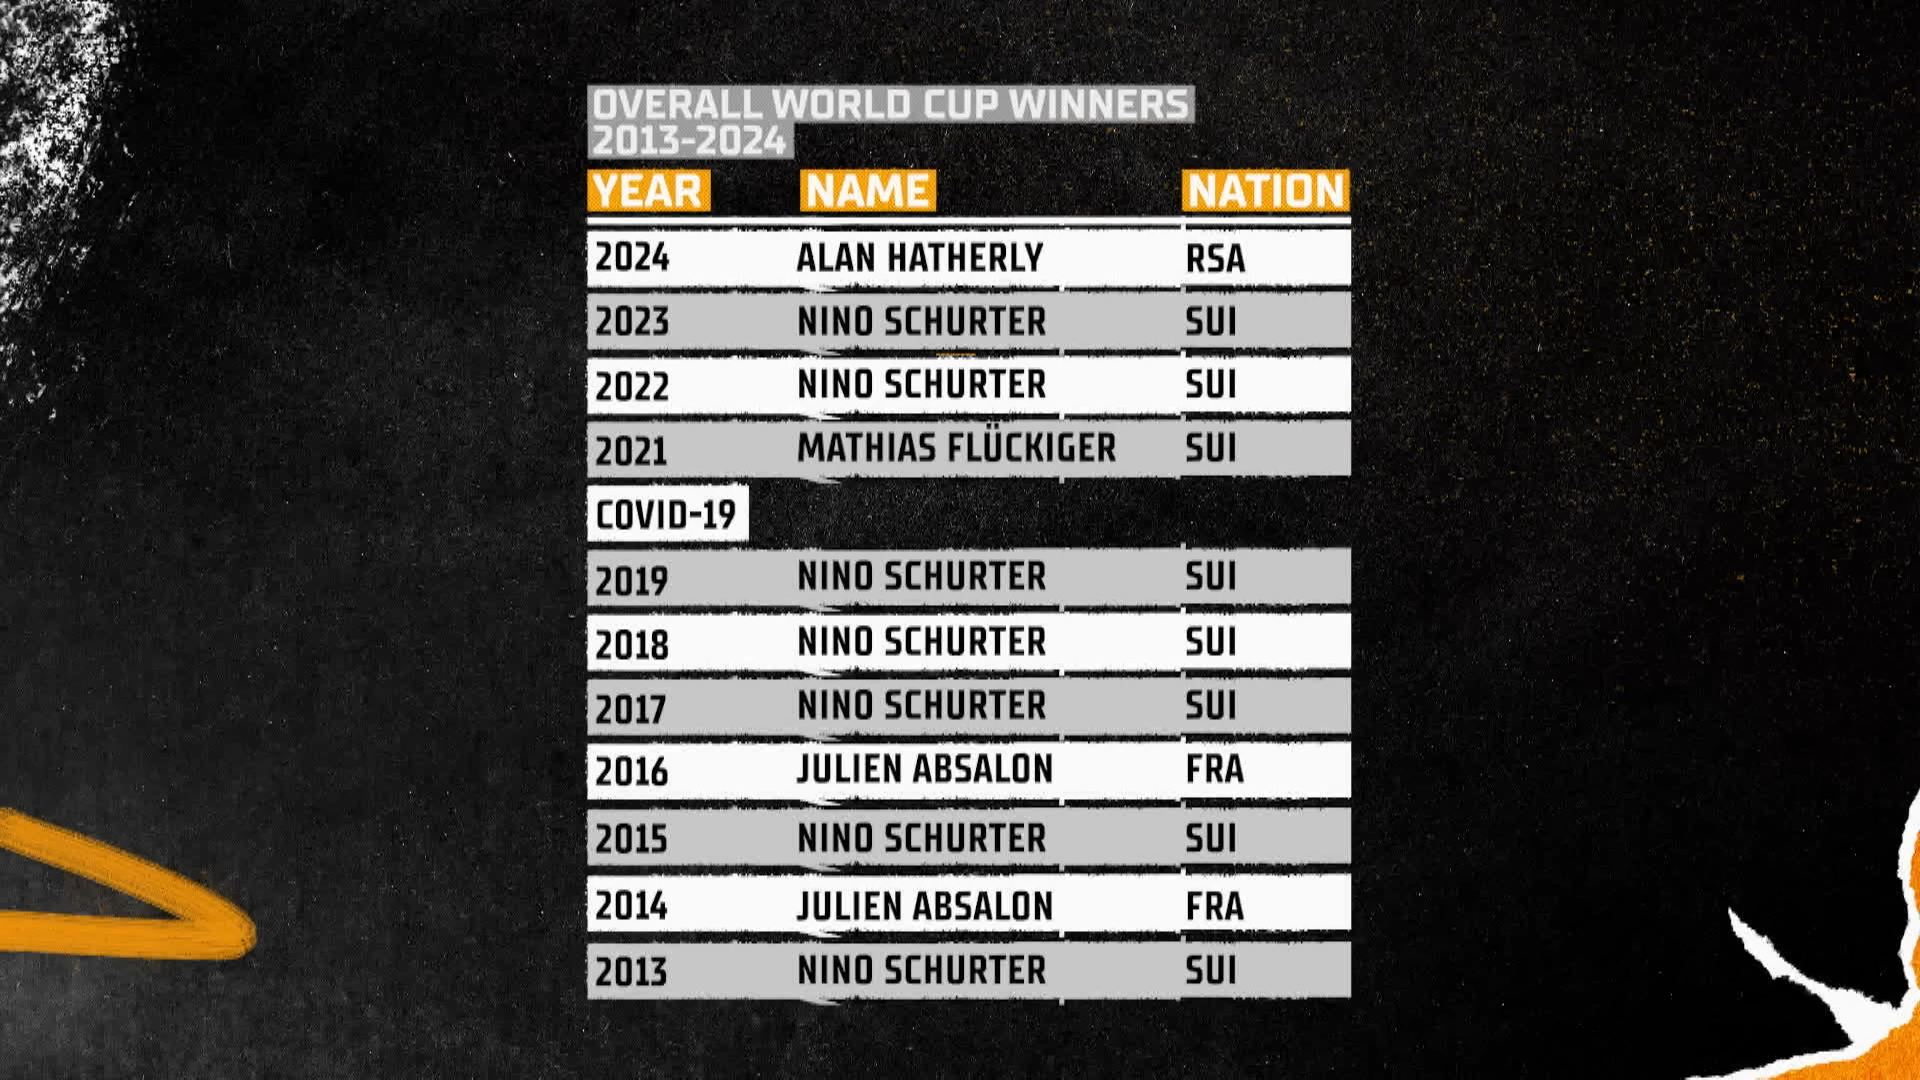 OVERALL WORLD CUP WINNERS
2013-2024
YEAR NAME NATION
2024 ALAN HATHERLY RSA
2023 NINO SCHURTER SUI
2022 NINO SCHURTER SUI
2021 MATHIAS FLÜCKIGER SUI
COVID-19
2019 NINO SCHURTER SUI
2018 NINO SCHURTER SUI
2017 NINO SCHURTER SUI
2016 JULIEN ABSALON FRA
2015 NINO SCHURTER SUI
2014 JULIEN ABSALON FRA
2013 NINO SCHURTER SUI